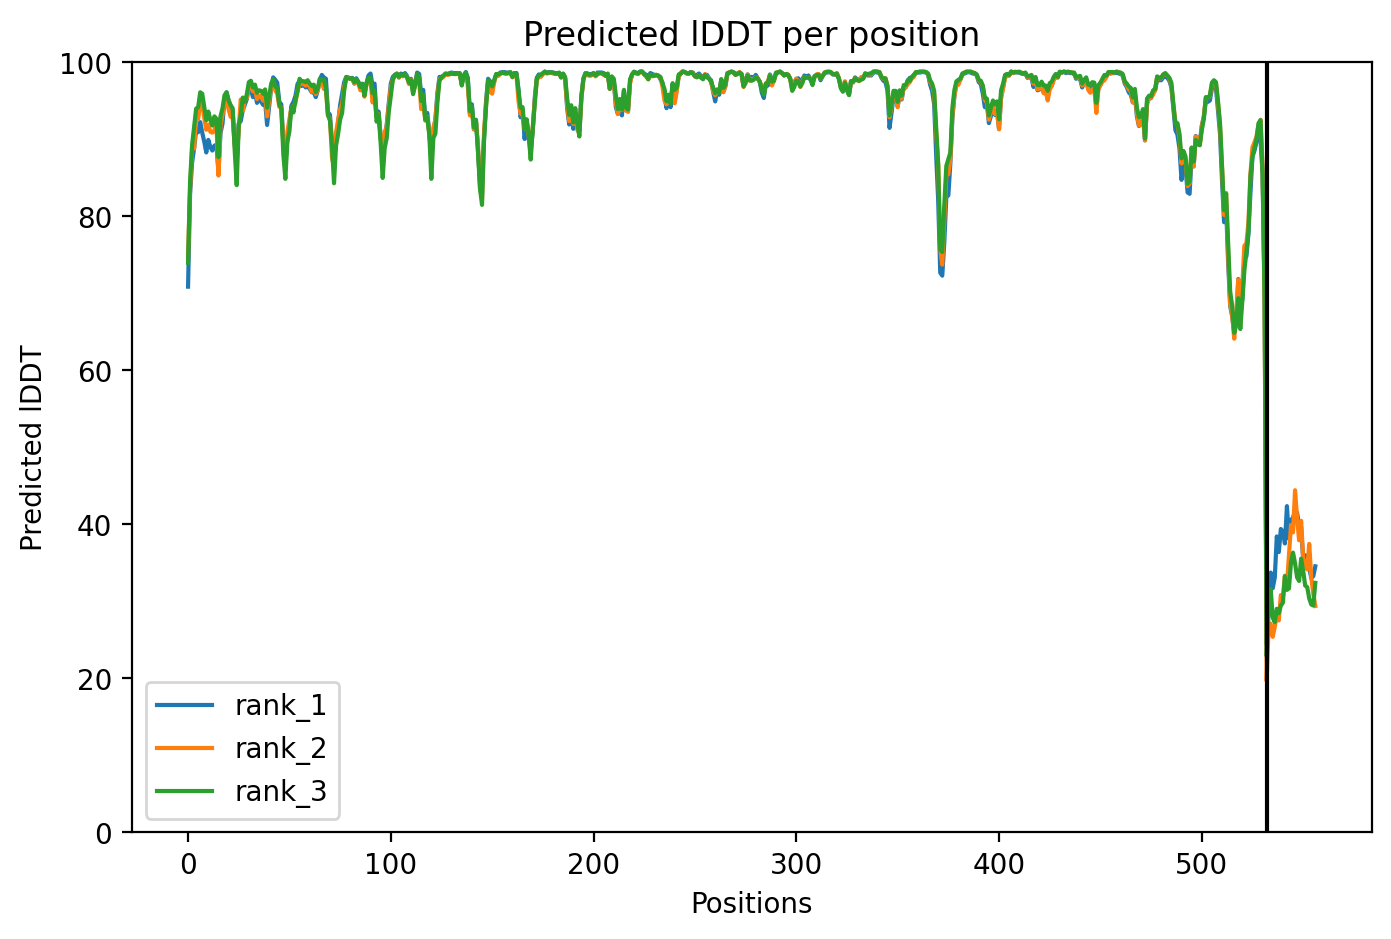 Predicted lDDT per position
100
80
60
40
20
0
Predicted lDDT
rank_1
rank_2
rank_3
0 100 200 300 400 500
Positions